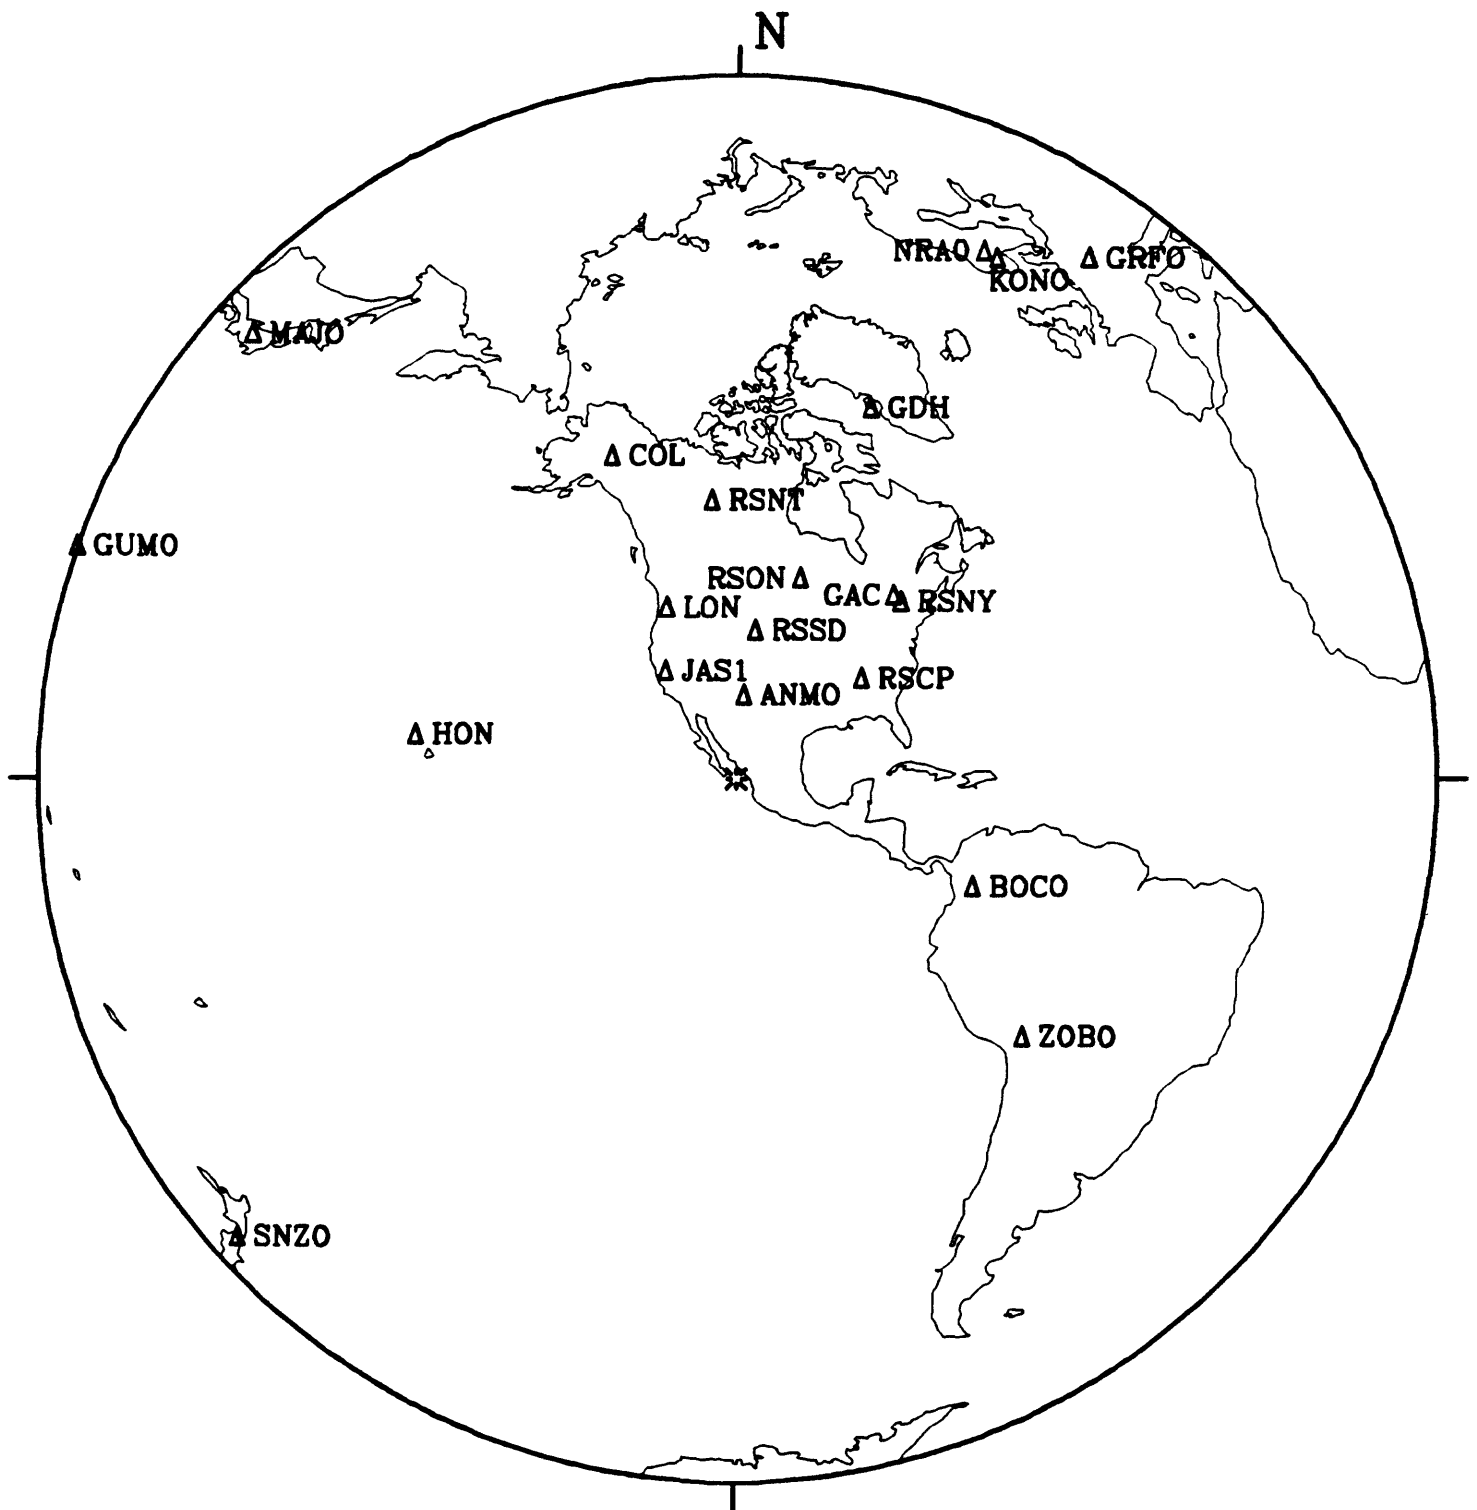 N
NRAO
GRFO
KONO
MAJO
GDH
COL
RSNT
GUMO
RSON
GAC
RSNY
LON
RSSD
JAS1
RSCP
ANMO
HON
BOCO
ZOBO
SNZO